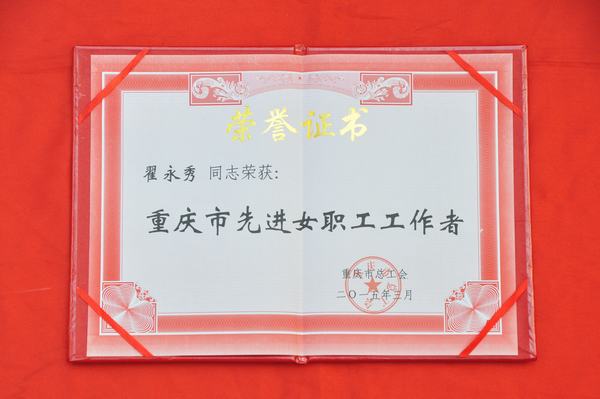 荣誉证书
翟永秀 同志荣获：
重庆市先进女职工工作者
重庆市总工会
二〇一五年三月